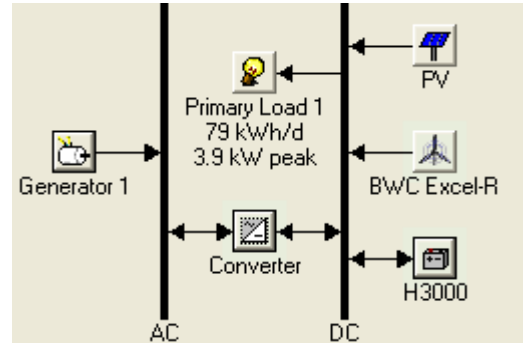 PV
Primary Load 1
79 kWh/d
3.9 kW peak
Generator 1
BWC Excel-R
Converter
H3000
AC
DC